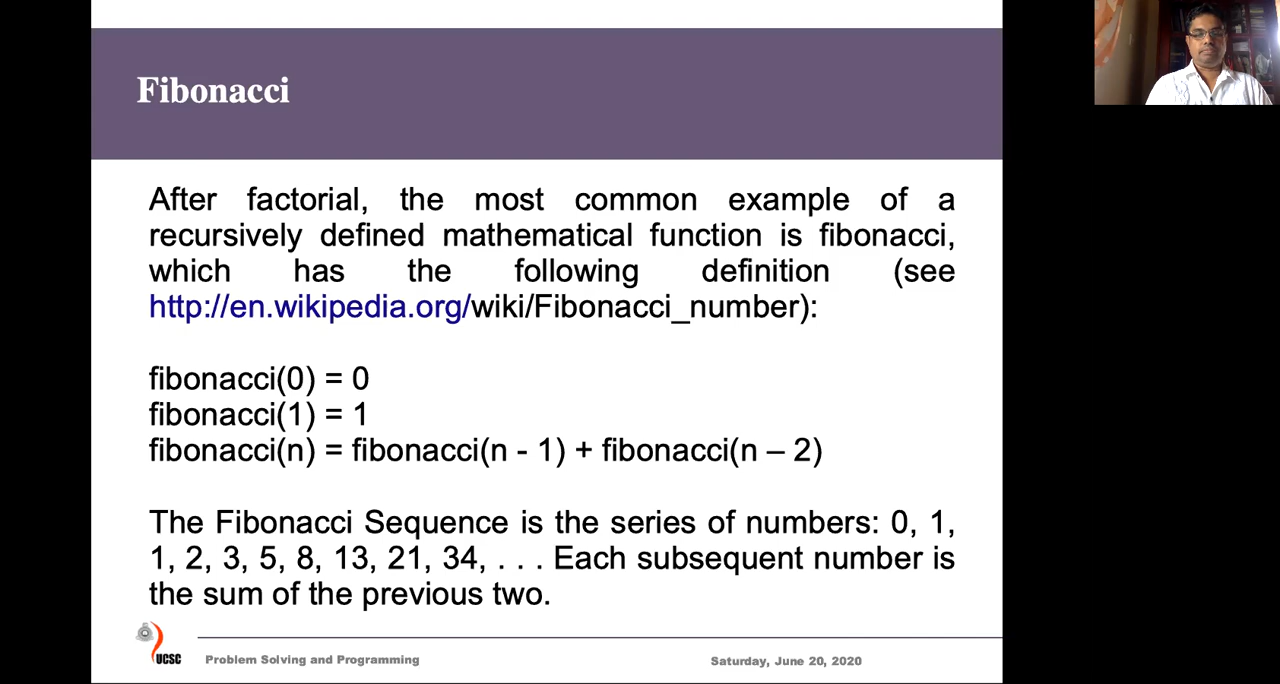 Fibonacci
After factorial, the most common example of a
recursively defined mathematical function is fibonacci,
which has the following definition (see
http://en.wikipedia.org/wiki/Fibonacci_number):
fibonacci(0) = 0
fibonacci(1) = 1
fibonacci(n) = fibonacci(n - 1) + fibonacci(n – 2)
The Fibonacci Sequence is the series of numbers: 0, 1,
1, 2, 3, 5, 8, 13, 21, 34, . . . Each subsequent number is
the sum of the previous two.
UCSC
Problem Solving and Programming
Saturday, June 20, 2020